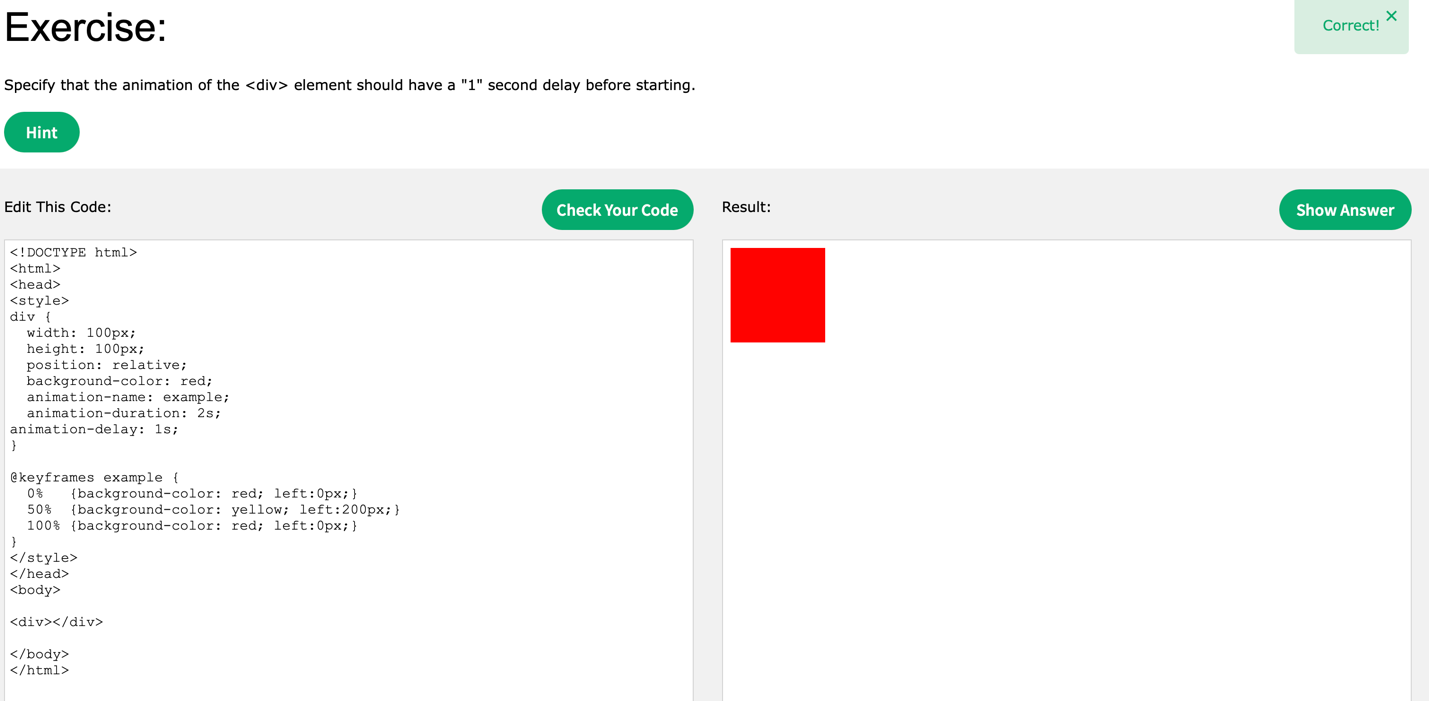 Exercise:
Correct! ×
Specify that the animation of the <div> element should have a "1" second delay before starting.
Hint
Edit This Code:
Check Your Code
<!DOCTYPE html>
<html>
<head>
<style>
div {
  width: 100px;
  height: 100px;
  position: relative;
  background-color: red;
  animation-name: example;
  animation-duration: 2s;
animation-delay: 1s;
}

@keyframes example {
  0%   {background-color: red; left:0px;}
  50%  {background-color: yellow; left:200px;}
  100% {background-color: red; left:0px;}
}
</style>
</head>
<body>

<div></div>

</body>
</html>
Result:
Show Answer